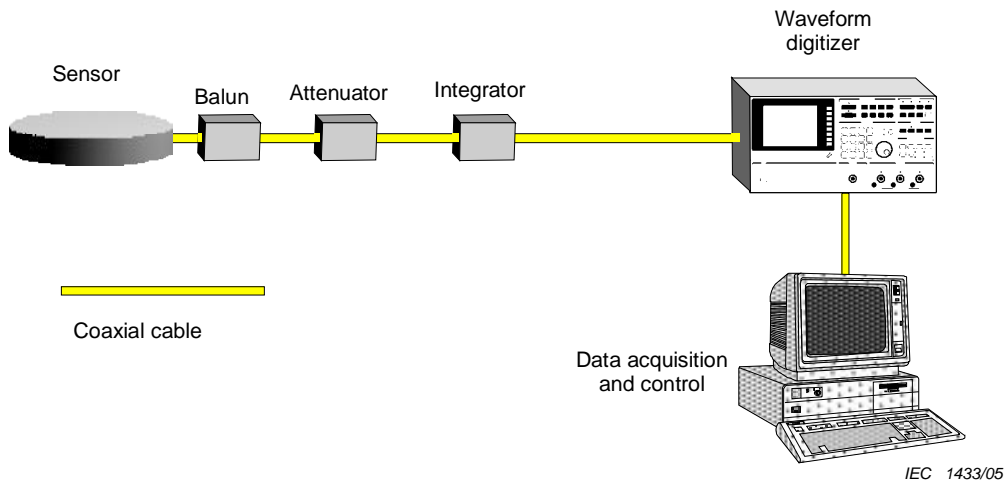 Waveform
digitizer
Sensor
Balun
Attenuator
Integrator
Coaxial cable
Data acquisition
and control
IEC 1433/05